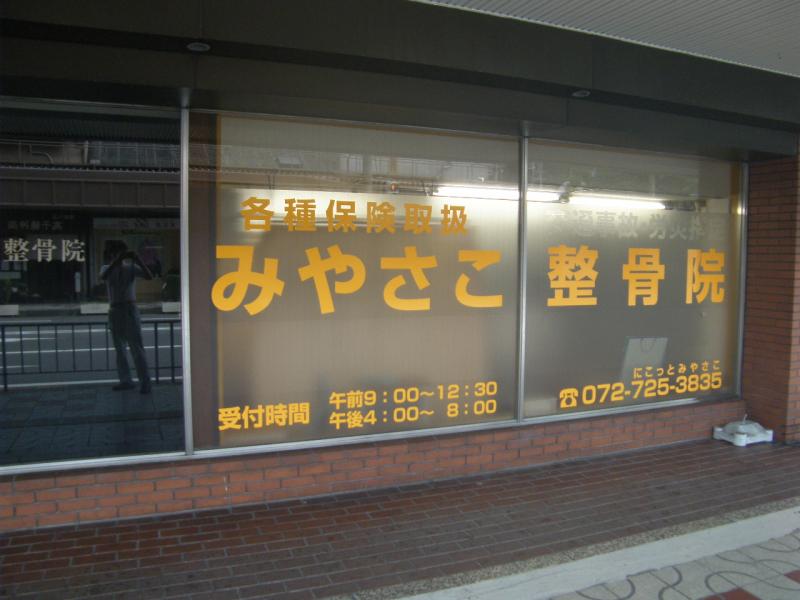 各種保険取扱
みやさこ 整骨院
受付時間
午前9:00〜12:30
午後4:00〜 8:00
にこっとみやさこ
☎072-725-3835
整骨院